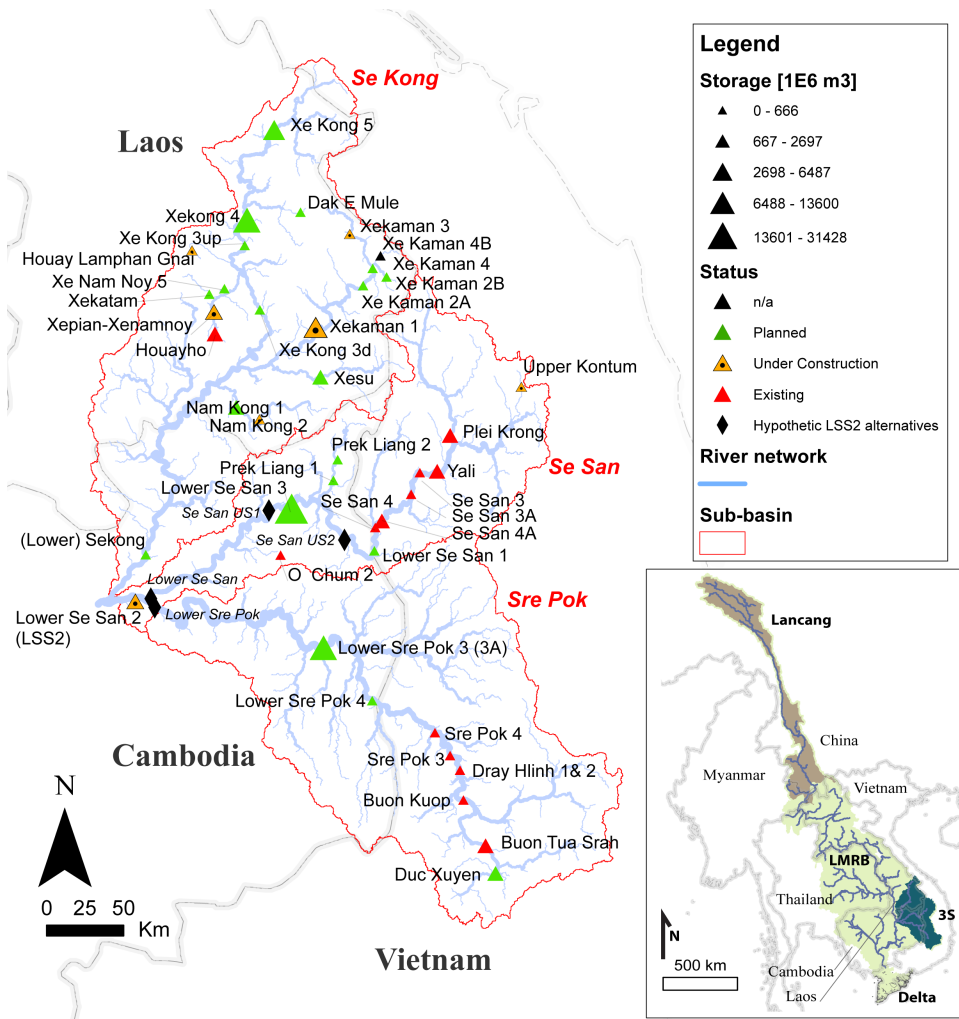 Se Kong
Xe Kong 5
Laos
Dak E Mule
Xekong 4
Xekaman 3
Xe Kong 3up
Xe Kaman 4B
Houay Lamphan Gnai
Xe Kaman 4
Xe Nam Noy 5
Xe Kaman 2B
Xekatam
Xe Kaman 2A
Xepian-Xenamnoy
Xekaman 1
Houayho
Xe Kong 3d
Upper Kontum
Xesu
Nam Kong 1
Nam Kong 2
Plei Krong
Prek Liang 2
Se San
Prek Liang 1
Yali
Lower Se San 3
Se San 4
Se San 3
Se San US1
Se San 3A
Se San 4A
(Lower) Sekong
Se San US2
Lower Se San 1
O Chum 2
Lower Se San
Sre Pok
Lower Se San 2
(LSS2)
Lower Sre Pok
Lower Sre Pok 3 (3A)
Lower Sre Pok 4
Cambodia
Sre Pok 4
Sre Pok 3
Dray Hlinh 1& 2
Buon Kuop
Buon Tua Srah
Duc Xuyen
Vietnam
N
0 25 50
Km
Legend
Storage [1E6 m3]
0 - 666
667 - 2697
2698 - 6487
6488 - 13600
13601 - 31428
Status
n/a
Planned
Under Construction
Existing
Hypothetic LSS2 alternatives
River network
Sub-basin
Lancang
China
Myanmar
Vietnam
LMRB
Thailand
3S
N
500 km
Cambodia
Laos
Delta